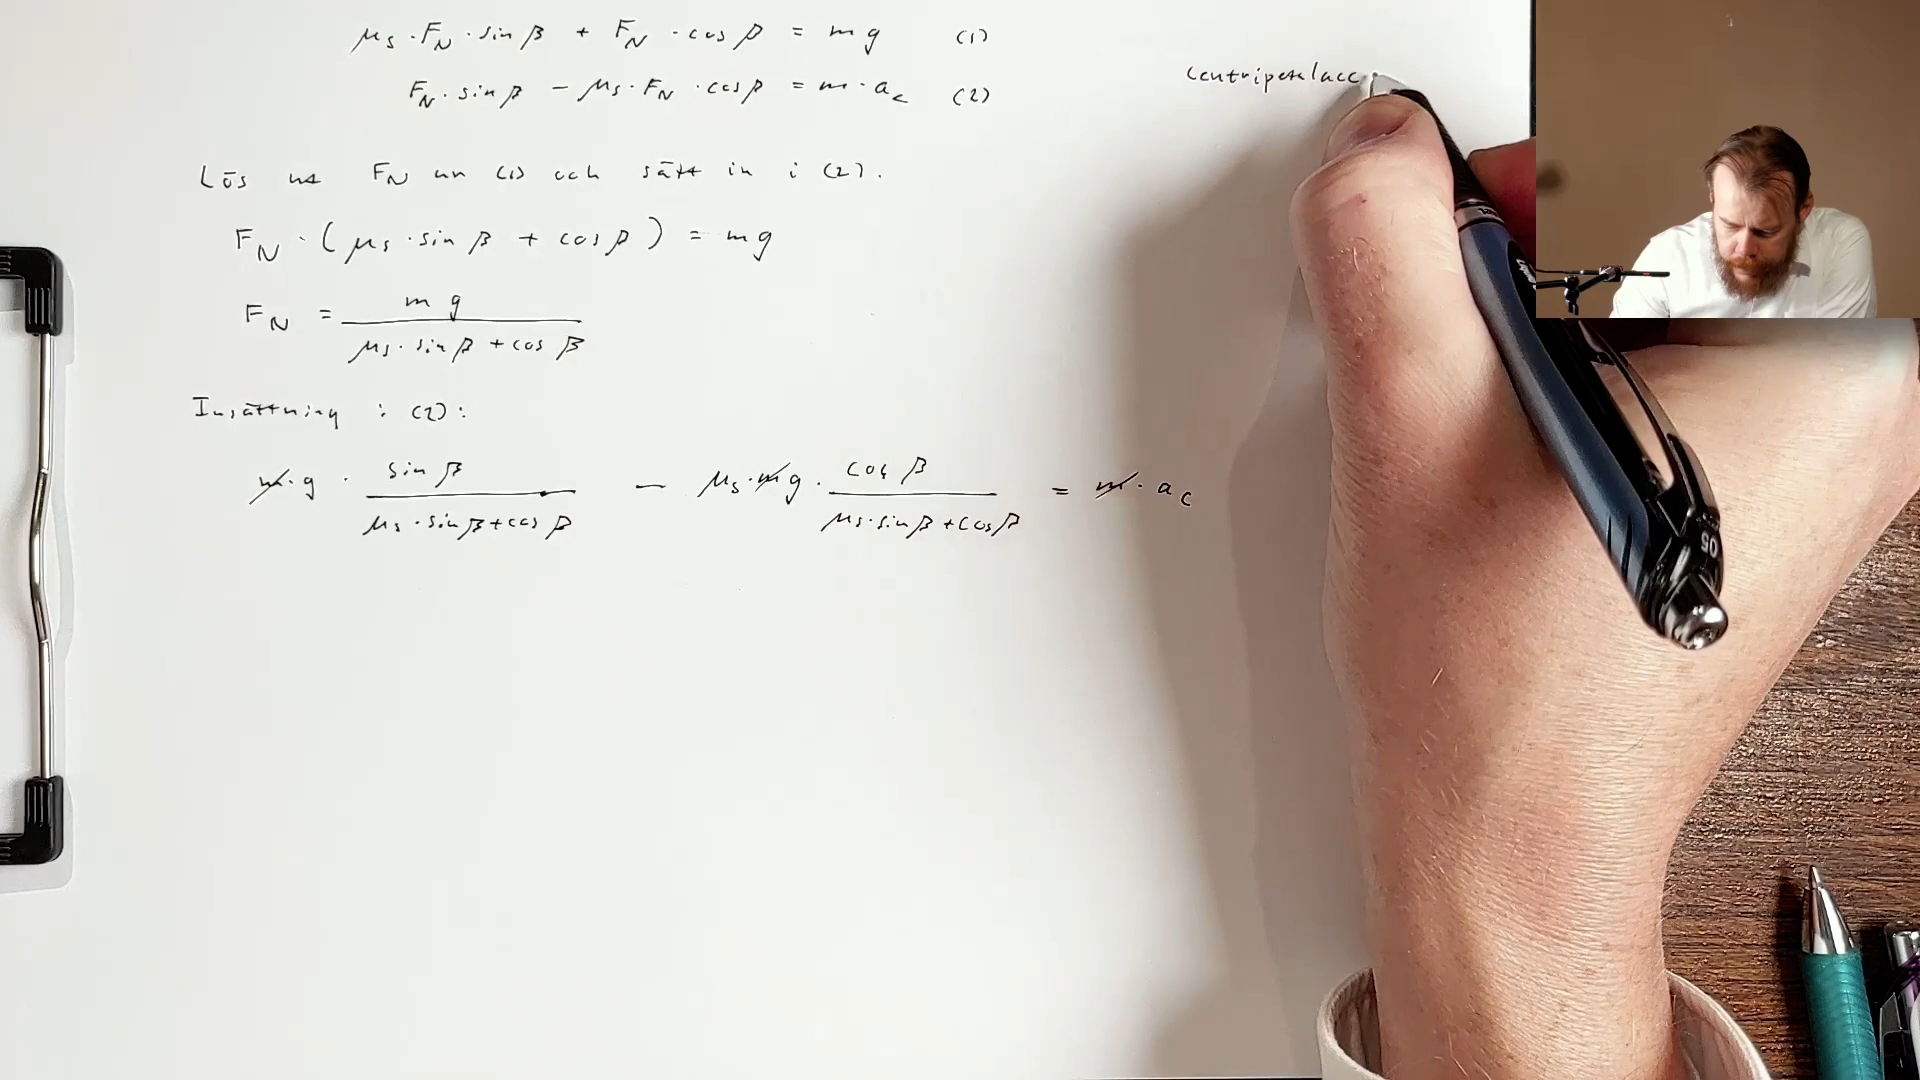 μs · FN · sin β + FN · cos β = mg (1)
FN · sin β − μs · FN · cos β = m · ac (2)
centripetalacc
Lös ut FN ur (1) och sätt in i (2).
FN · (μs · sin β + cos β) = mg
FN = mg / (μs · sin β + cos β)
Insättning i (2):
m · g · sin β / (μs · sin β + cos β) − μs · mg · cos β / (μs · sin β + cos β) = m · ac
05